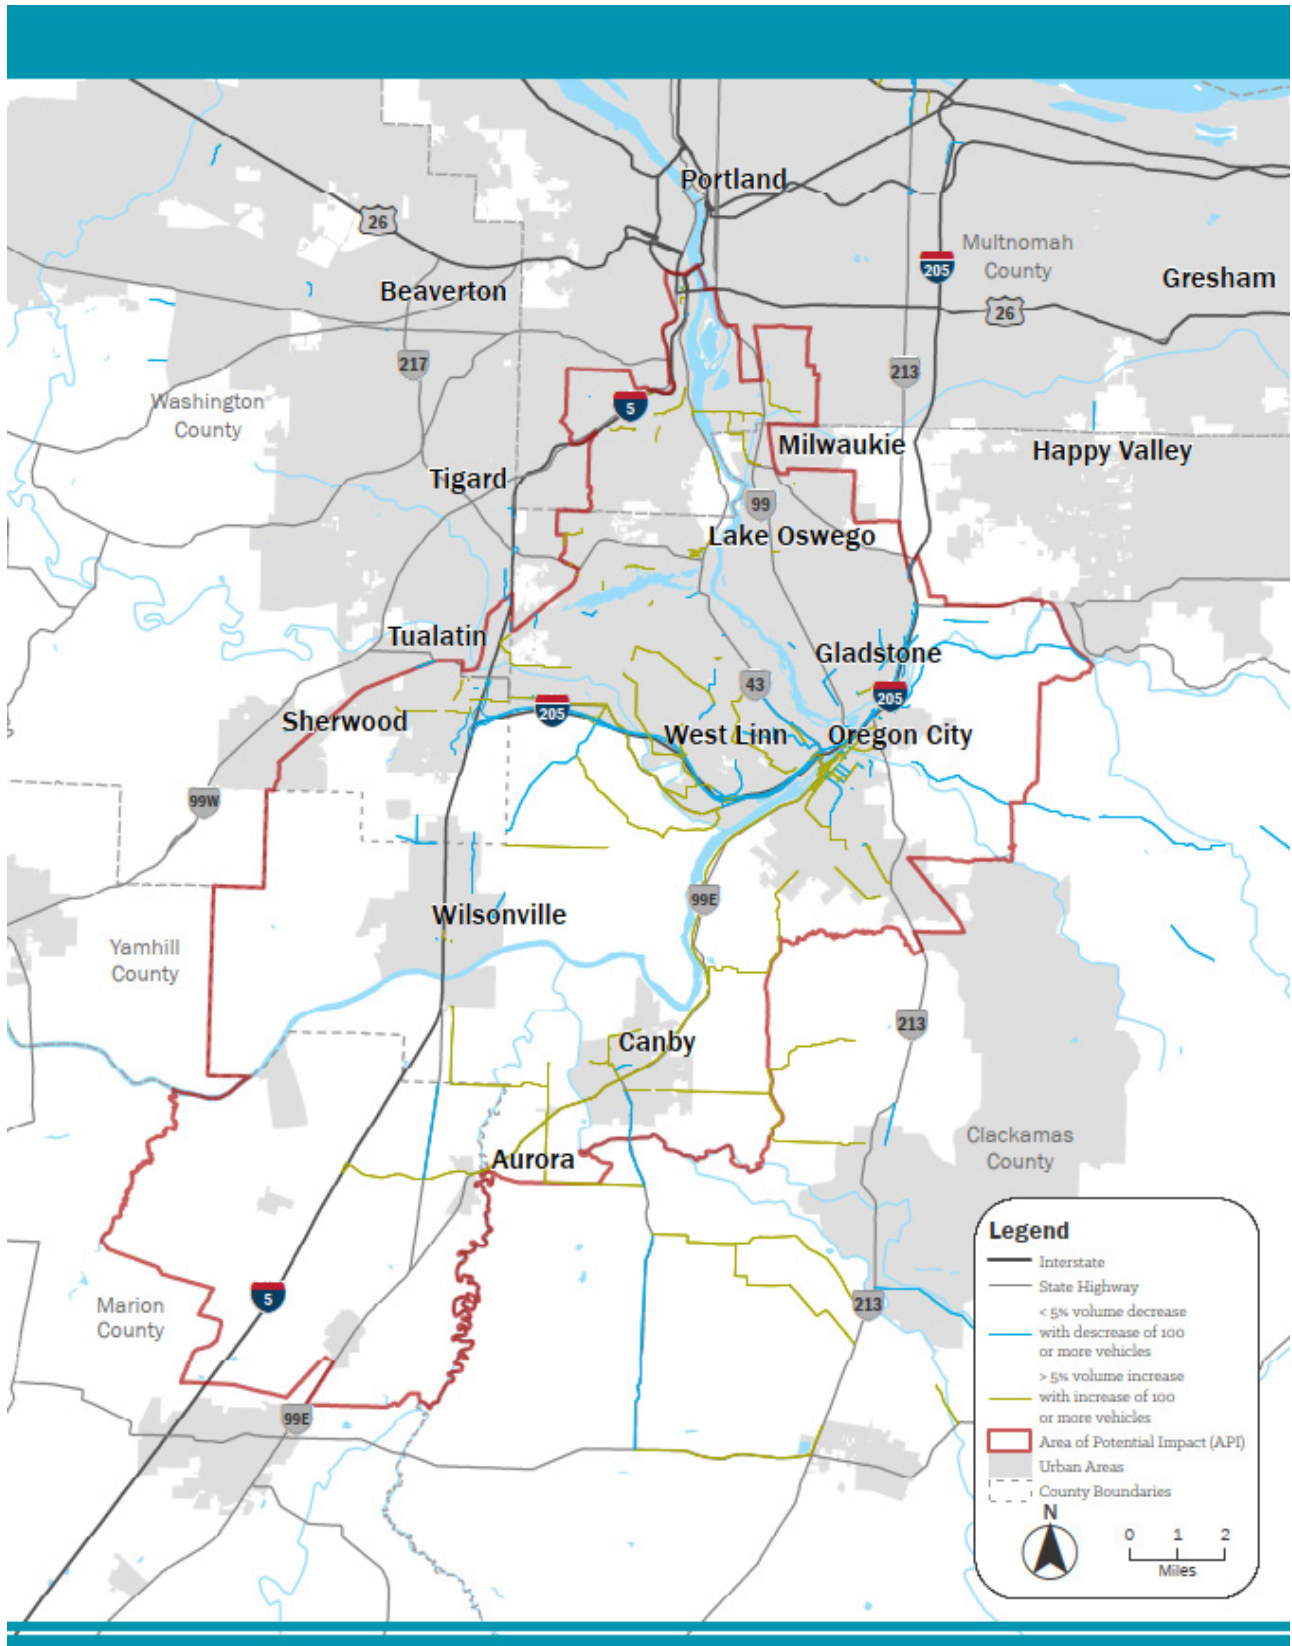 Portland
26
Multnomah
County
205
Beaverton
Gresham
26
217
213
5
Washington
County
Milwaukie
Happy Valley
Tigard
99
Lake Oswego
Tualatin
Gladstone
43
205
205
Sherwood
West Linn
Oregon City
99W
99E
Wilsonville
Yamhill
County
213
Canby
Clackamas
County
Aurora
5
213
Marion
County
99E
Legend
Interstate
State Highway
< 5% volume decrease
with descrease of 100
or more vehicles
> 5% volume increase
with increase of 100
or more vehicles
Area of Potential Impact (API)
Urban Areas
County Boundaries
N
0 1 2
Miles